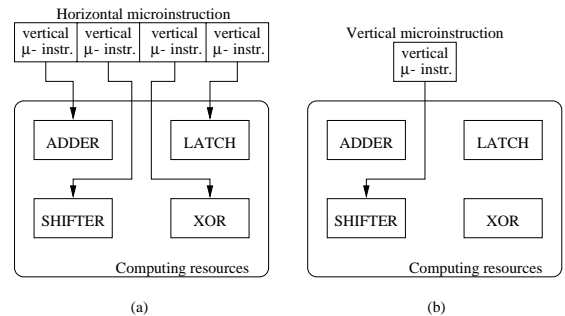 Horizontal microinstruction
vertical vertical vertical vertical
μ- instr. μ- instr. μ- instr. μ- instr.
ADDER LATCH
SHIFTER XOR
Computing resources
(a)
Vertical microinstruction
vertical
μ- instr.
ADDER LATCH
SHIFTER XOR
Computing resources
(b)